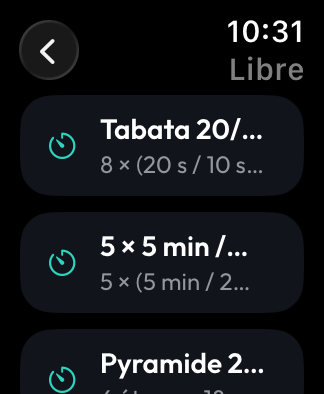 10:31
Libre
Tabata 20/...
8 × (20 s / 10 s...
5 × 5 min /...
5 × (5 min / 2...
Pyramide 2...